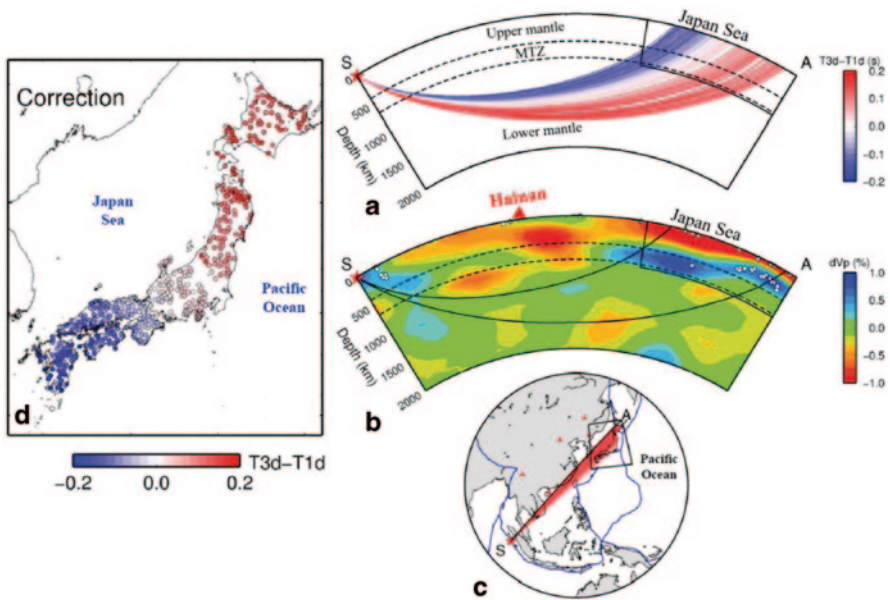 Correction
Japan
Sea
Pacific
Ocean
d
T3d-T1d
-0.2
0.0
0.2
S
0
Upper mantle
MTZ
Lower mantle
Japan Sea
A
500
1000
1500
2000
Depth (km)
a
T3d-T1d (s)
0.2
0.1
0.0
-0.1
-0.2
Hainan
S
0
Japan Sea
A
500
1000
1500
2000
Depth (km)
b
dVp (%)
1.0
0.5
0.0
-0.5
-1.0
A
Pacific
Ocean
S
c